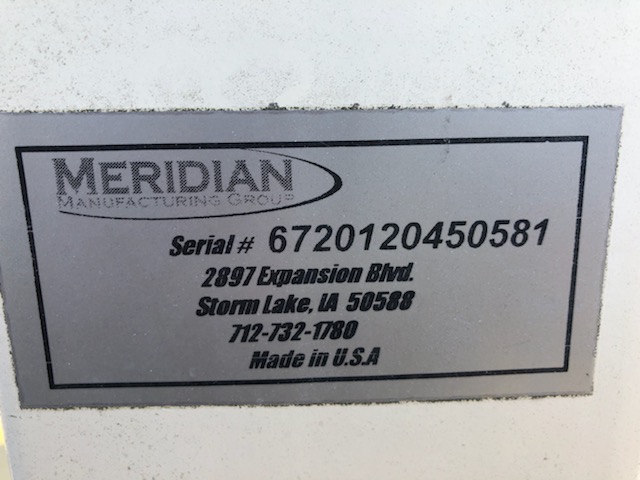 MERIDIAN
MANUFACTURING GROUP
Serial # 6720120450581
2897 Expansion Blvd.
Storm Lake, IA 50588
712-732-1780
Made in U.S.A